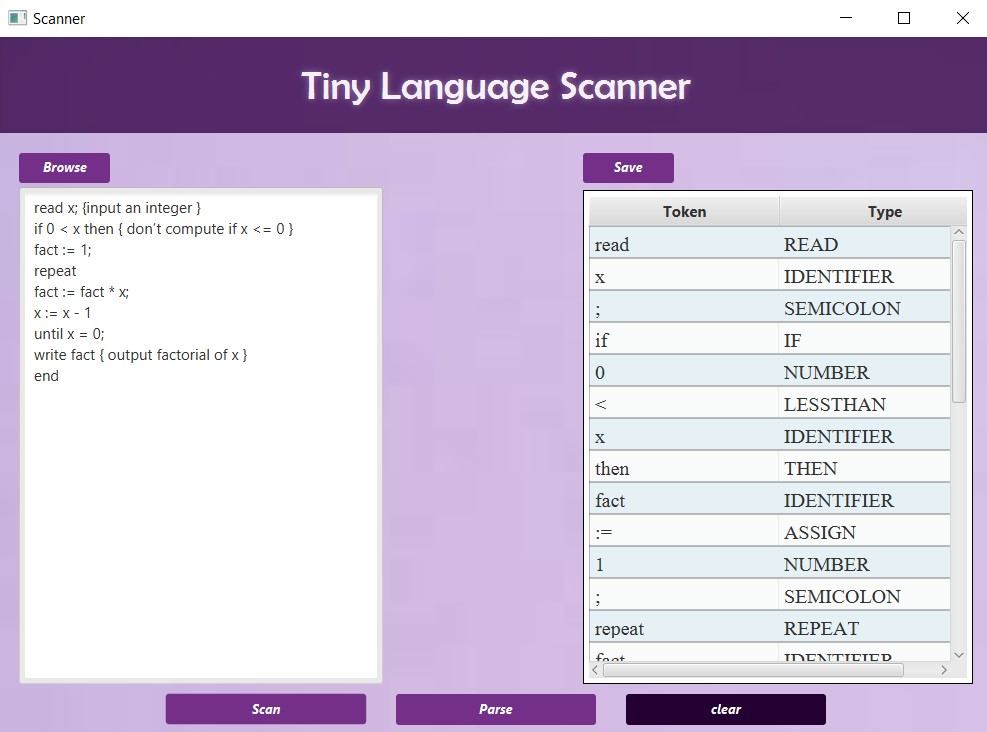 Scanner
Tiny Language Scanner
Browse
read x; {input an integer }
if 0 < x then { don't compute if x <= 0 }
fact := 1;
repeat
fact := fact * x;
x := x - 1
until x = 0;
write fact { output factorial of x }
end
Save
Token Type
read READ
x IDENTIFIER
; SEMICOLON
if IF
0 NUMBER
< LESSTHAN
x IDENTIFIER
then THEN
fact IDENTIFIER
:= ASSIGN
1 NUMBER
; SEMICOLON
repeat REPEAT
fact IDENTIFIER
Scan Parse clear